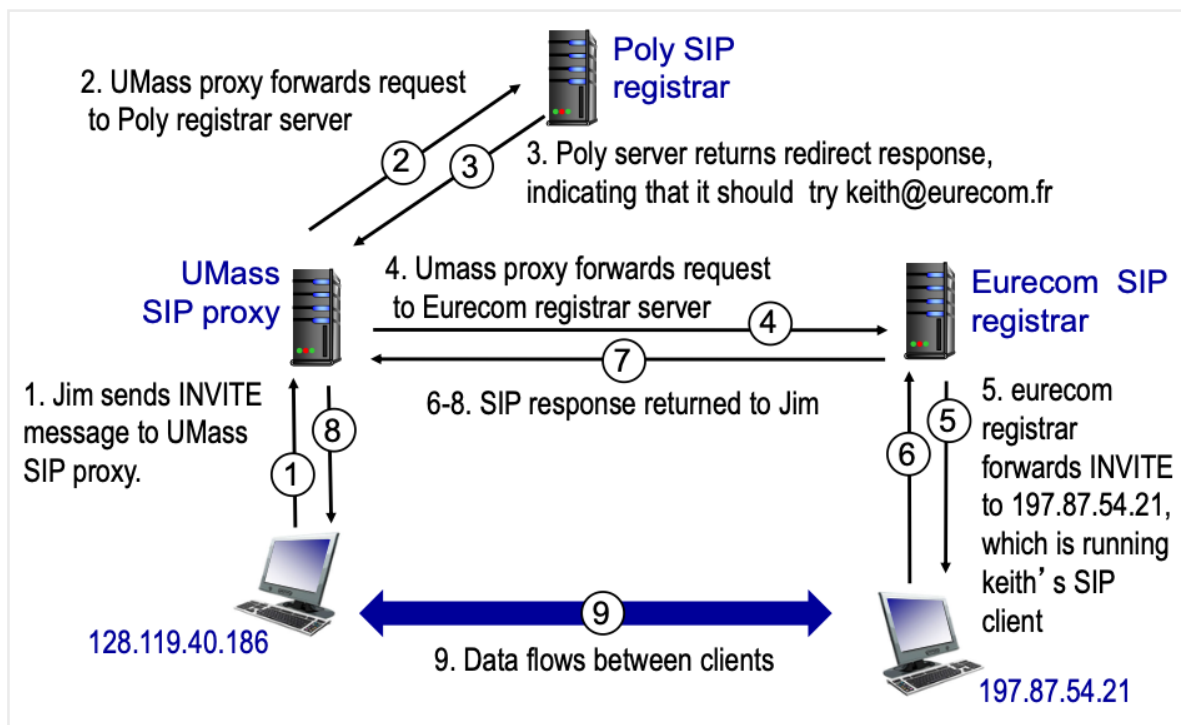 Poly SIP
registrar
2. UMass proxy forwards request
to Poly registrar server
2
3
3. Poly server returns redirect response,
indicating that it should try keith@eurecom.fr
UMass
SIP proxy
4. Umass proxy forwards request
to Eurecom registrar server
4
Eurecom SIP
registrar
7
6-8. SIP response returned to Jim
1. Jim sends INVITE
message to UMass
SIP proxy.
8
1
5. eurecom
registrar
forwards INVITE
to 197.87.54.21,
which is running
keith’s SIP
client
5
6
128.119.40.186
9
9. Data flows between clients
197.87.54.21